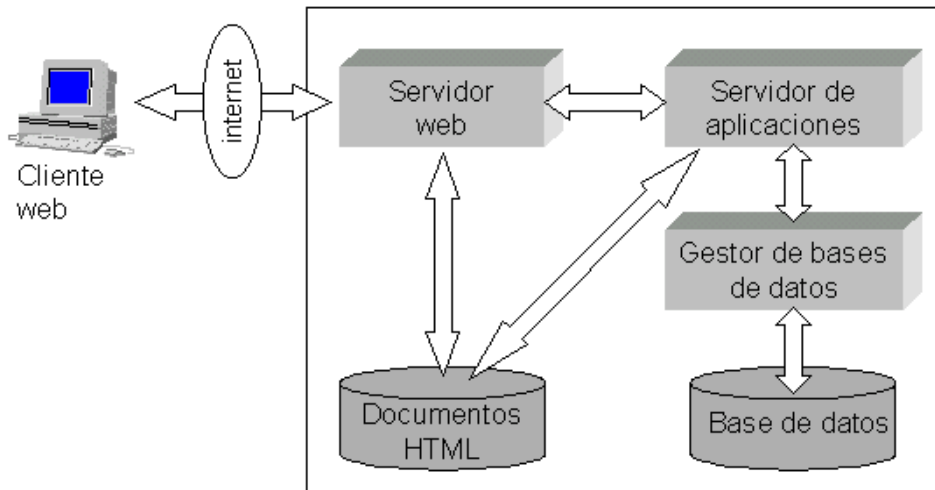 Cliente
web
internet
Servidor
web
Servidor de
aplicaciones
Gestor de bases
de datos
Documentos
HTML
Base de datos